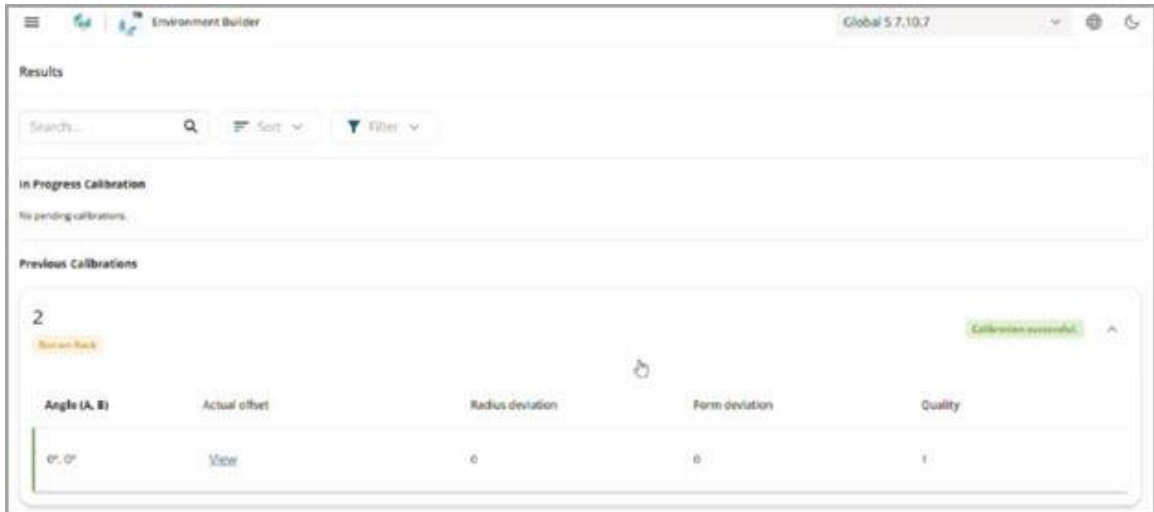 Environment Builder
Global S 7.10.7
Results
Search...
Sort
Filter
In Progress Calibration
No pending calibrations.
Previous Calibrations
2
Calibration successful.
Angle (A, B) Actual offset Radius deviation Form deviation Quality
0°, 0° View 0 0 1